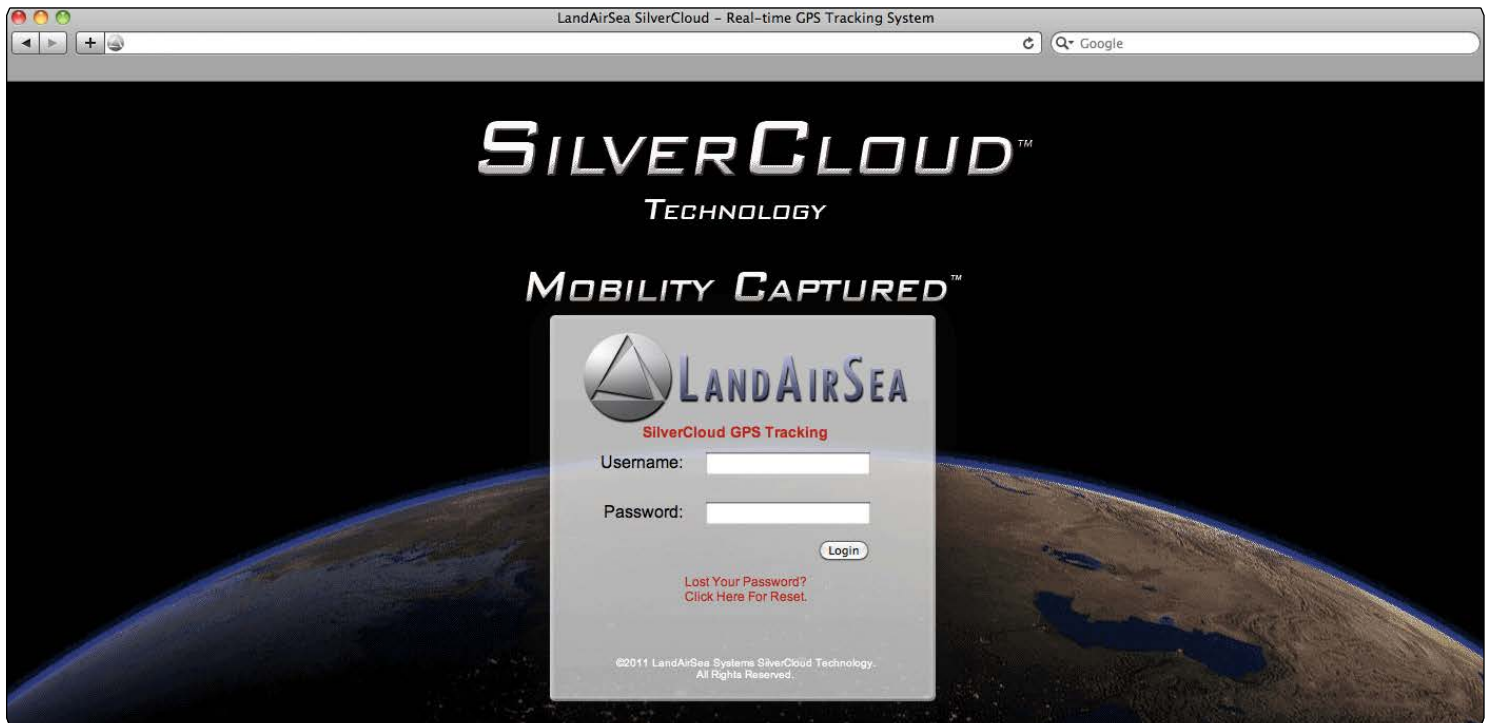 LandAirSea SilverCloud – Real-time GPS Tracking System
Google
SILVERCLOUD™
TECHNOLOGY
MOBILITY CAPTURED™
LANDAIRSEA
SilverCloud GPS Tracking
Username:
Password:
Login
Lost Your Password?
Click Here For Reset.
©2011 LandAirSea Systems SilverCloud Technology.
All Rights Reserved.